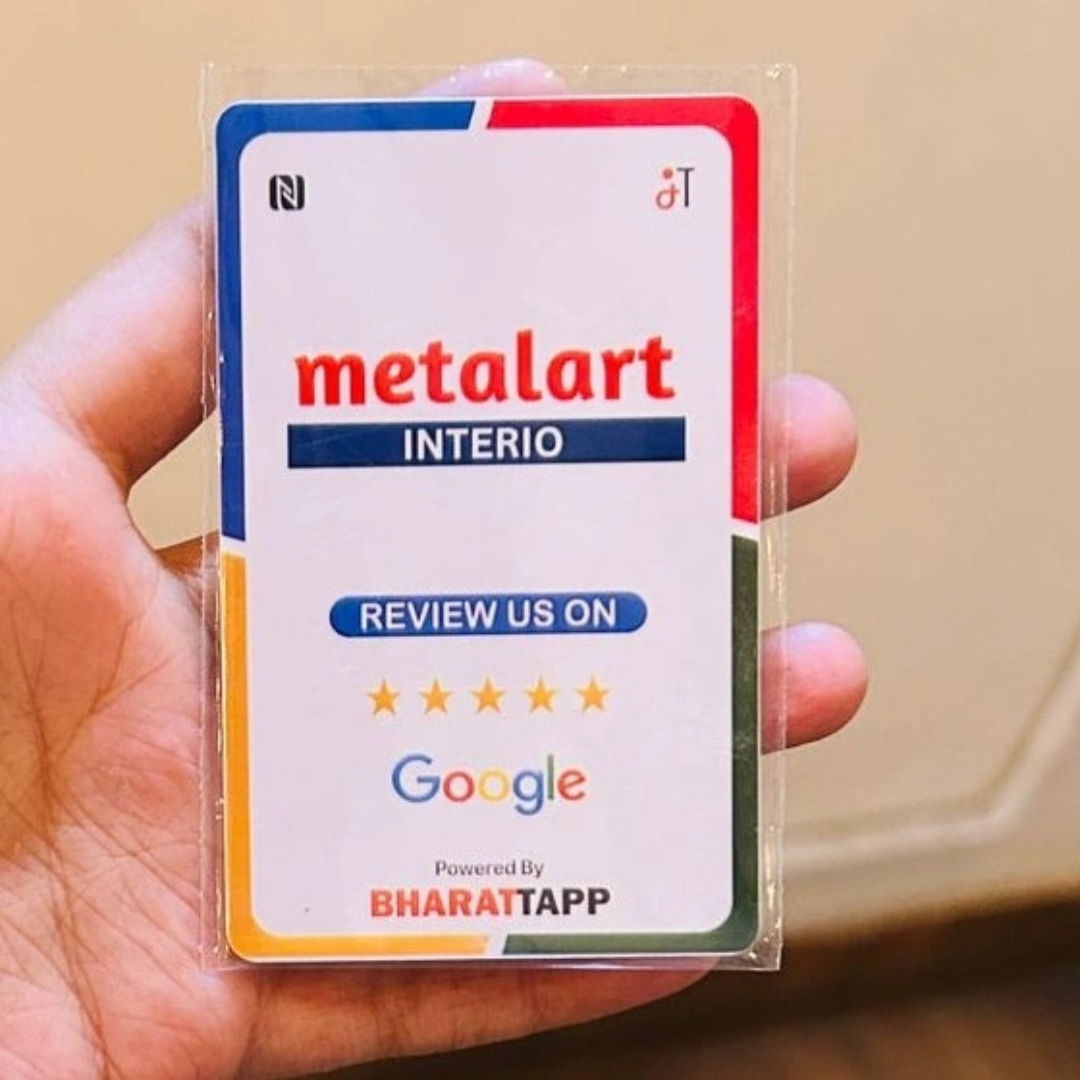 metalart
INTERIO
REVIEW US ON
Google
Powered By
BHARATTAPP